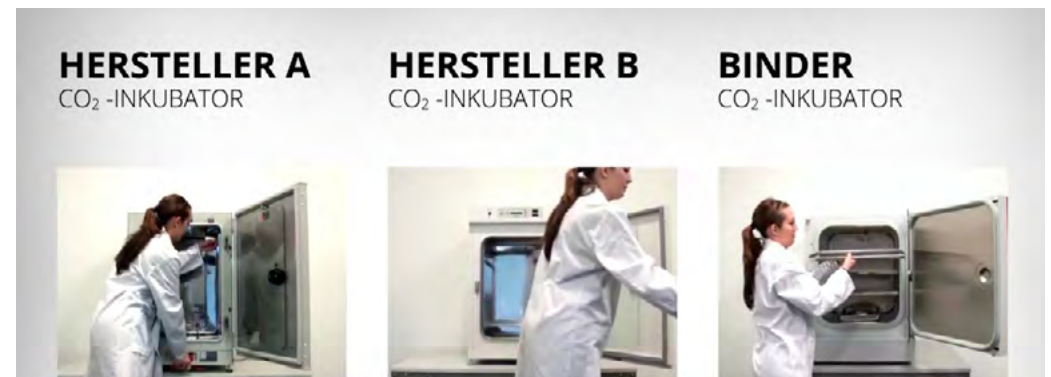 HERSTELLER A
CO₂ -INKUBATOR
HERSTELLER B
CO₂ -INKUBATOR
BINDER
CO₂ -INKUBATOR